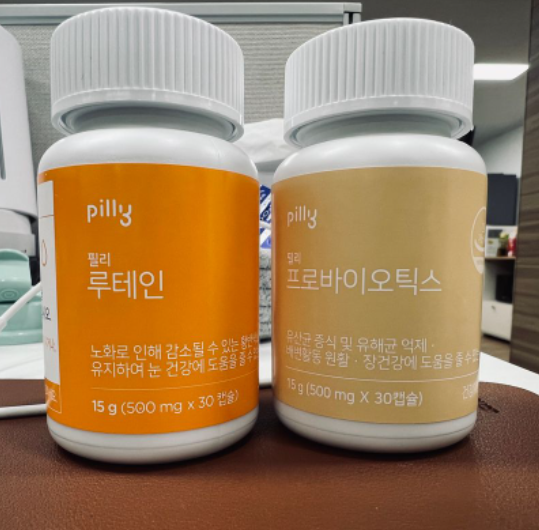 pilly
필리
루테인
노화로 인해 감소될 수 있는
유지하여 눈 건강에 도움을 줄 수
15 g (500 mg x 30 캡슐)
pilly
필리
프로바이오틱스
유산균 증식 및 유해균 억제 ·
배변활동 원활 · 장건강에 도움을 줄 수
15 g (500 mg X 30캡슐)